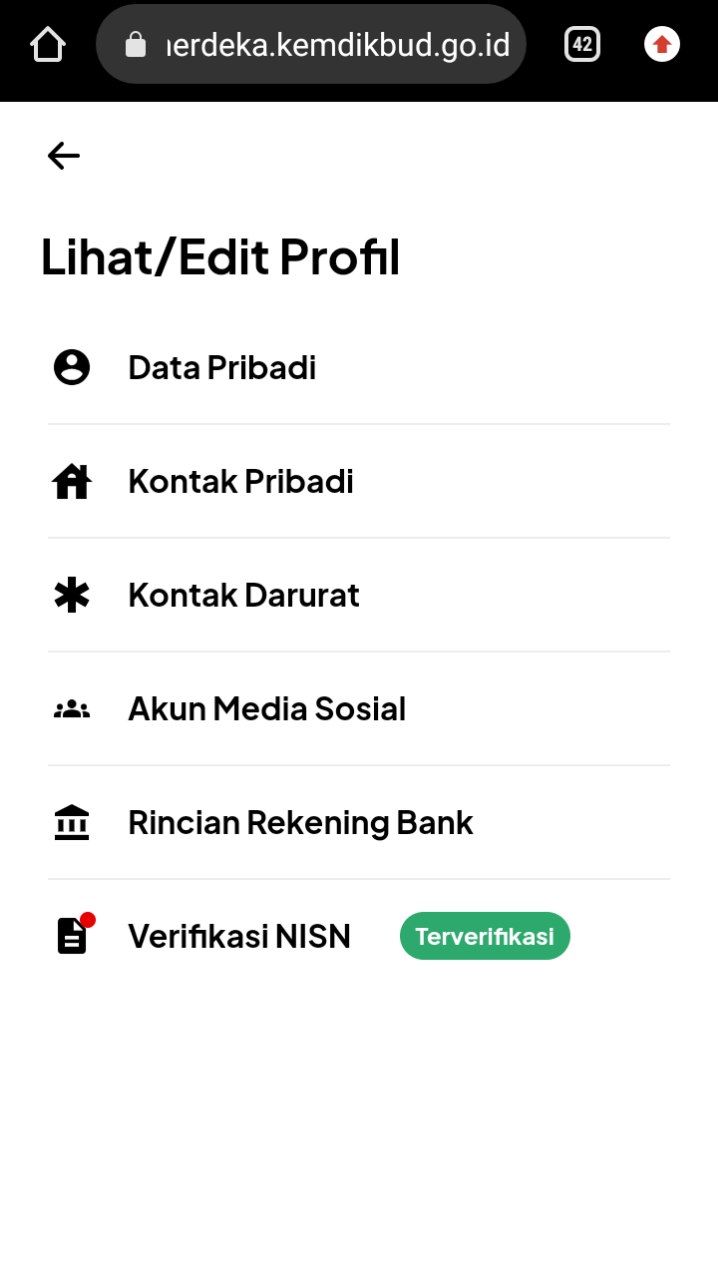 erdeka.kemdikbud.go.id
42
Lihat/Edit Profil
Data Pribadi
Kontak Pribadi
Kontak Darurat
Akun Media Sosial
Rincian Rekening Bank
Verifikasi NISN Terverifikasi